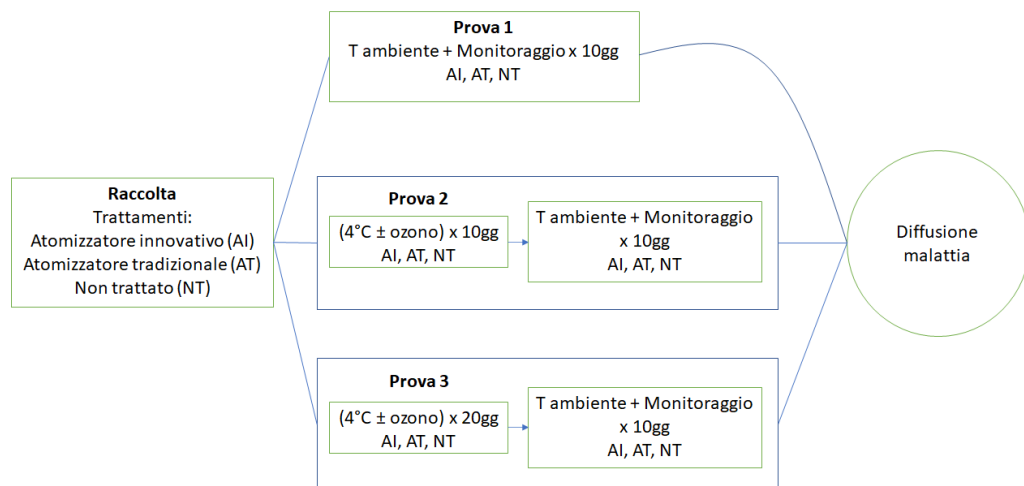 Prova 1
T ambiente + Monitoraggio x 10gg
AI, AT, NT
Raccolta
Trattamenti:
Atomizzatore innovativo (AI)
Atomizzatore tradizionale (AT)
Non trattato (NT)
Prova 2
(4°C ± ozono) x 10gg
AI, AT, NT
T ambiente + Monitoraggio
x 10gg
AI, AT, NT
Prova 3
(4°C ± ozono) x 20gg
AI, AT, NT
T ambiente + Monitoraggio
x 10gg
AI, AT, NT
Diffusione
malattia